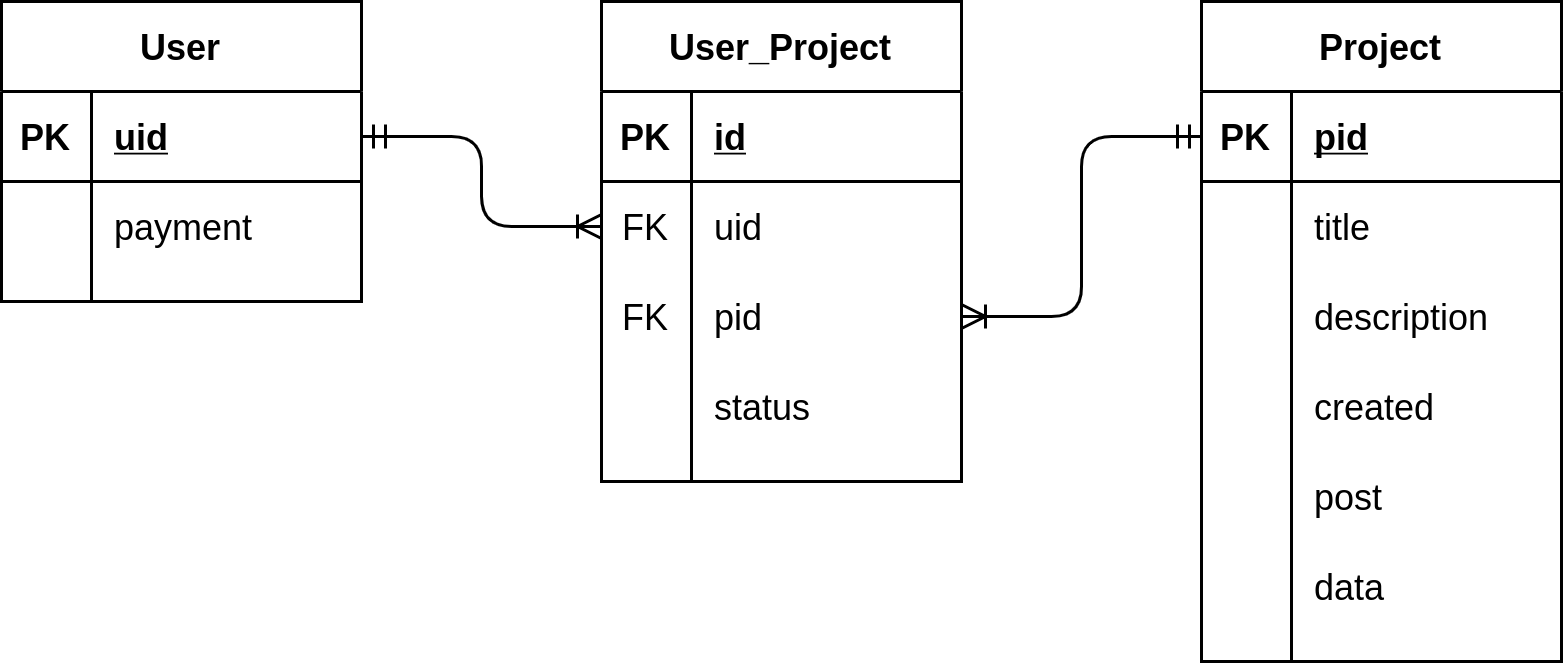 User
PK uid
payment
User_Project
PK id
FK uid
FK pid
status
Project
PK pid
title
description
created
post
data